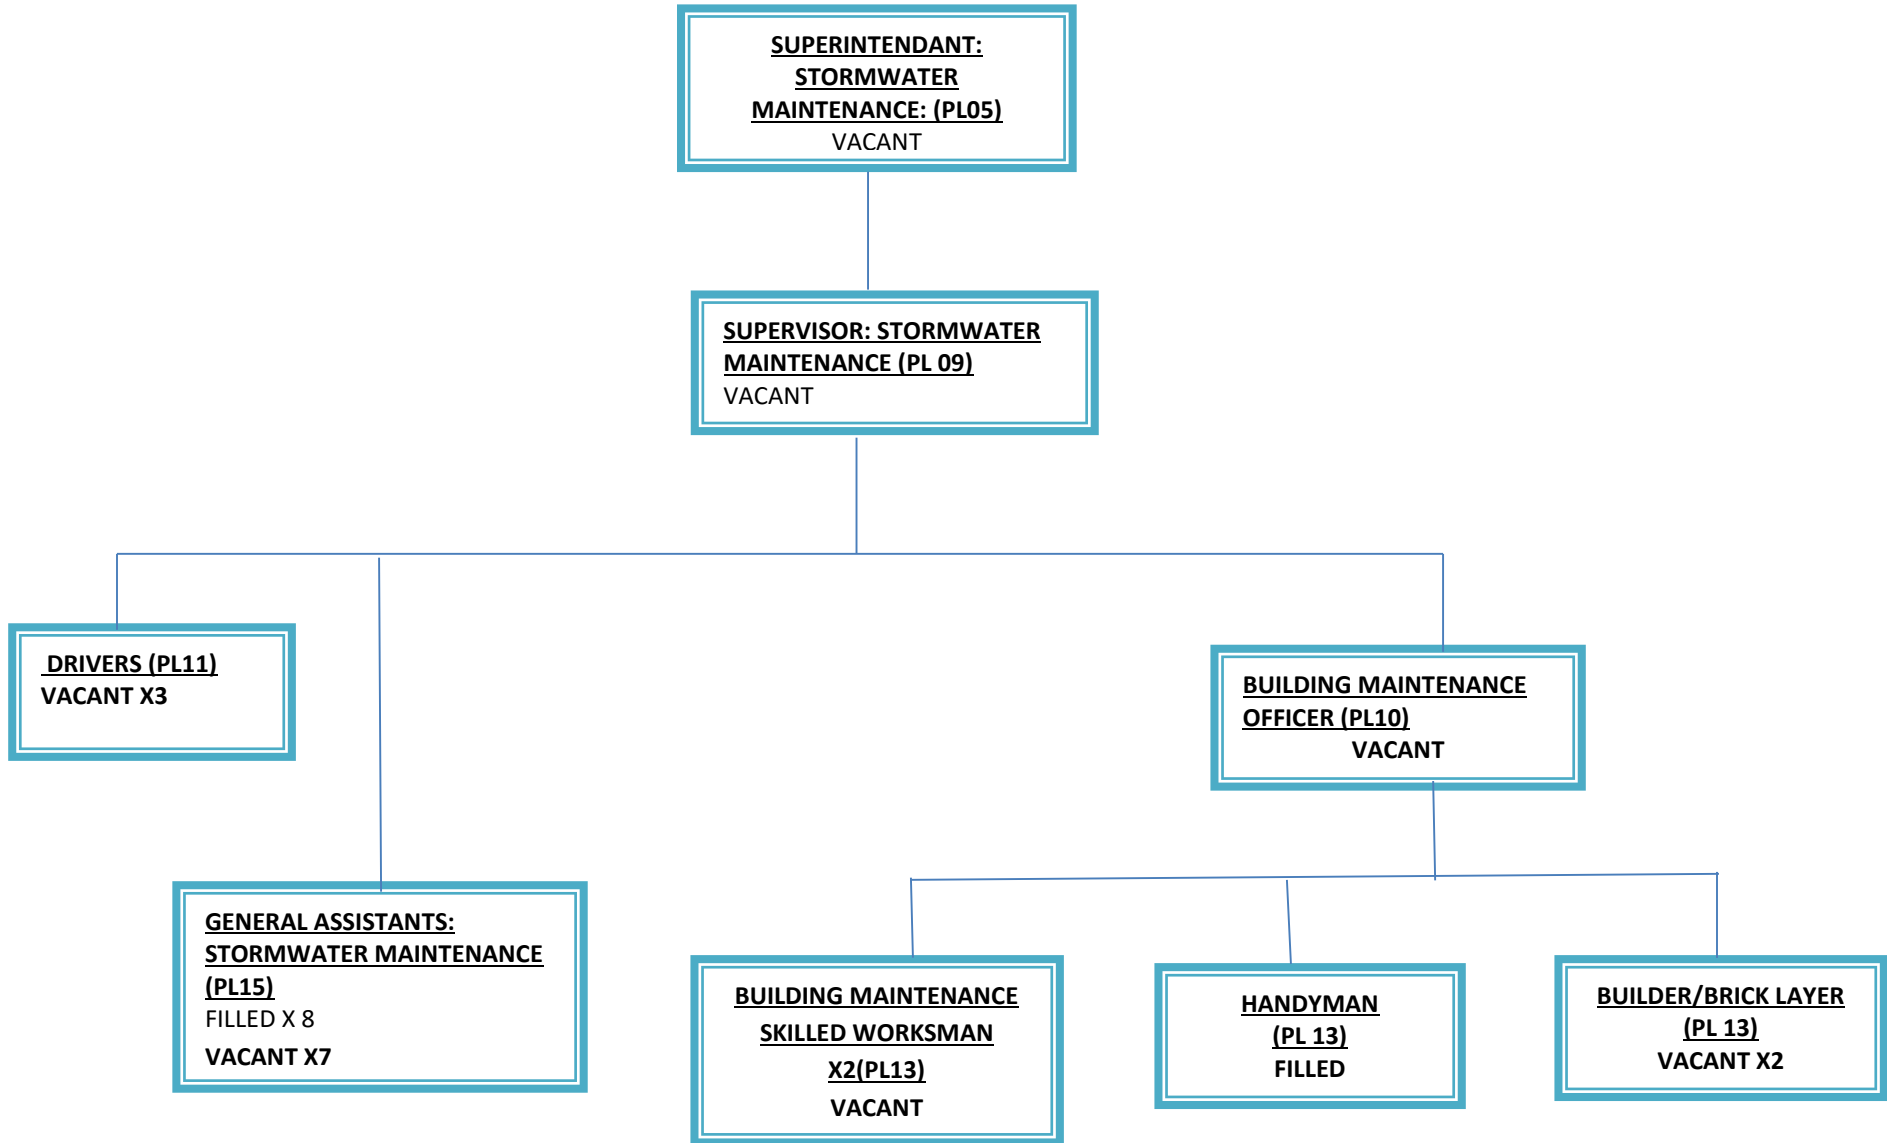 SUPERINTENDANT:
STORMWATER
MAINTENANCE: (PL05)
VACANT
SUPERVISOR: STORMWATER
MAINTENANCE (PL 09)
VACANT
DRIVERS (PL11)
VACANT X3
BUILDING MAINTENANCE
OFFICER (PL10)
VACANT
GENERAL ASSISTANTS:
STORMWATER MAINTENANCE
(PL15)
FILLED X 8
VACANT X7
BUILDING MAINTENANCE
SKILLED WORKSMAN
X2(PL13)
VACANT
HANDYMAN
(PL 13)
FILLED
BUILDER/BRICK LAYER
(PL 13)
VACANT X2